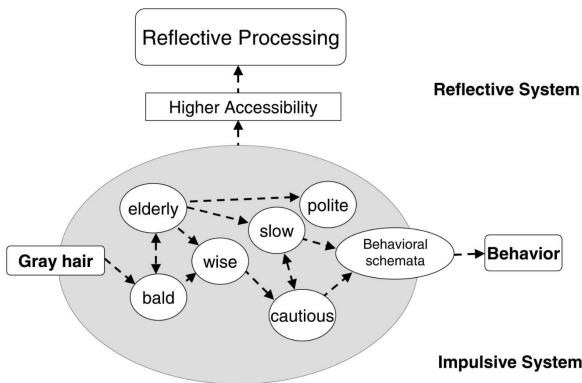 Reflective Processing
Reflective System
Higher Accessibility
elderly
polite
slow
Gray hair
wise
Behavioral
schemata
Behavior
bald
cautious
Impulsive System